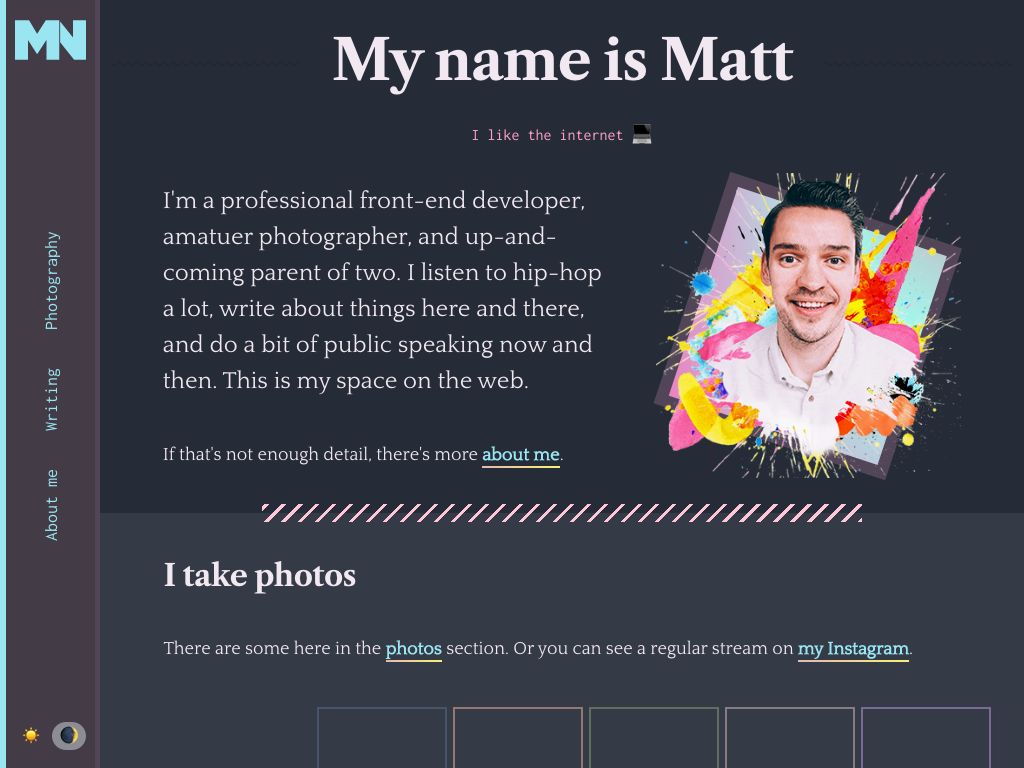 MN
My name is Matt
I like the internet 💻
I'm a professional front-end developer,
amatuer photographer, and up-and-
coming parent of two. I listen to hip-hop
a lot, write about things here and there,
and do a bit of public speaking now and
then. This is my space on the web.
If that's not enough detail, there's more about me.
Photography
Writing
About me
I take photos
There are some here in the photos section. Or you can see a regular stream on my Instagram.